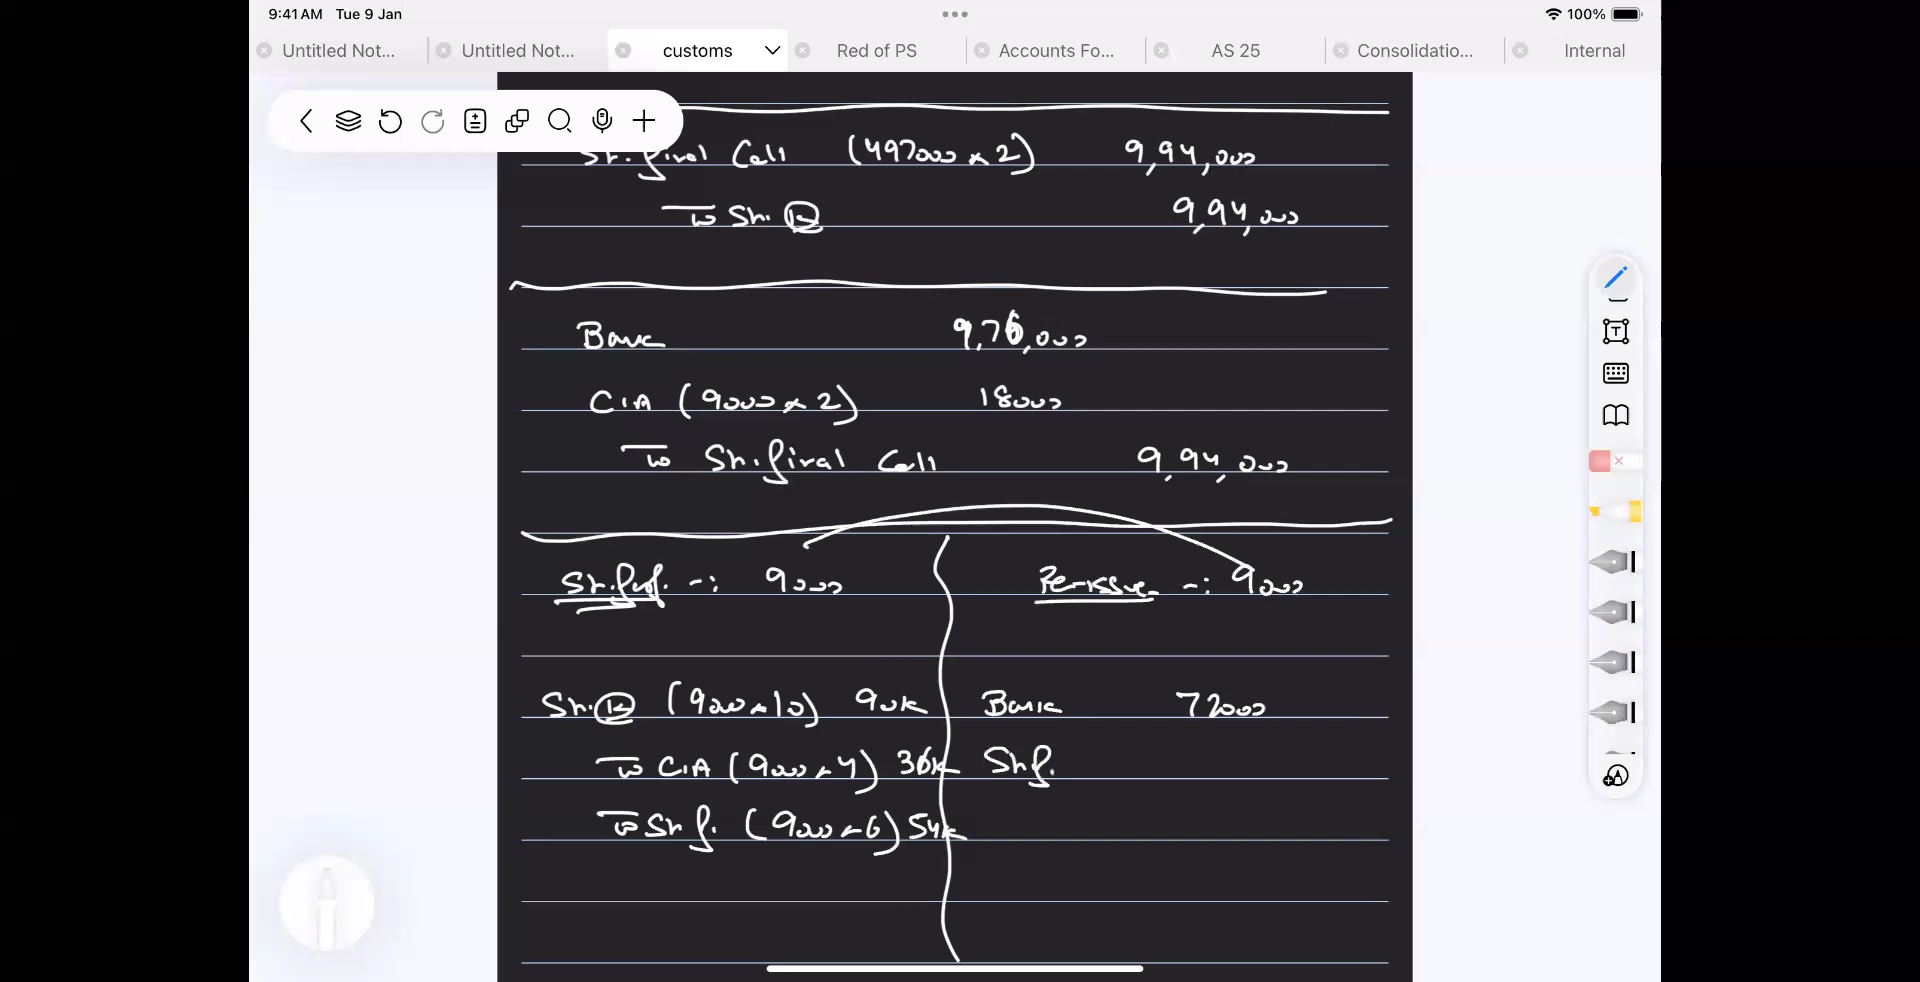 9:41 AM Tue 9 Jan
100%
Untitled Not... Untitled Not... customs Red of PS Accounts Fo... AS 25 Consolidatio... Internal
Sh. final Call (497000 x 2) 9,94,000
To Sh. K 9,94,000
Bank 9,76,000
CIA (9000 x 2) 18000
To Sh. final Call 9,94,000
Sh. forf. -: 9000
Re-issue -: 9000
Sh. K (9000 x 10) 90k
To CIA (9000 x 4) 36k
To Sh f. (9000 x 6) 54k
Bank 72000
Sh f.